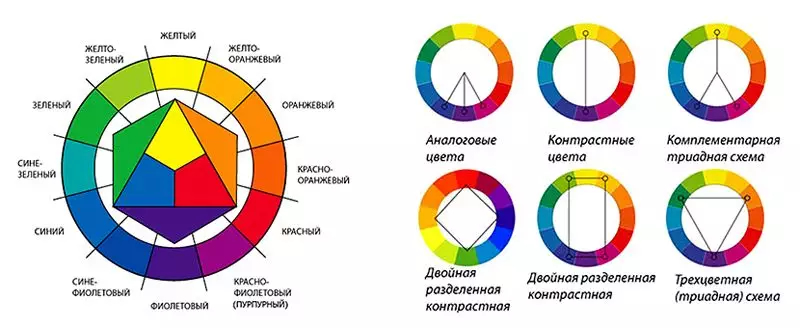 ЖЕЛТЫЙ
ЖЕЛТО-
ОРАНЖЕВЫЙ
ОРАНЖЕВЫЙ
КРАСНО-
ОРАНЖЕВЫЙ
КРАСНЫЙ
КРАСНО-
ФИОЛЕТОВЫЙ
(ПУРПУРНЫЙ)
ФИОЛЕТОВЫЙ
СИНЕ-
ФИОЛЕТОВЫЙ
СИНИЙ
СИНЕ-
ЗЕЛЕНЫЙ
ЗЕЛЕНЫЙ
ЖЕЛТО-
ЗЕЛЕНЫЙ
Аналоговые
цвета
Контрастные
цвета
Комплементарная
триадная схема
Двойная
разделенная
контрастная
Двойная разделенная
контрастная
Трехцветная
(триадная) схема